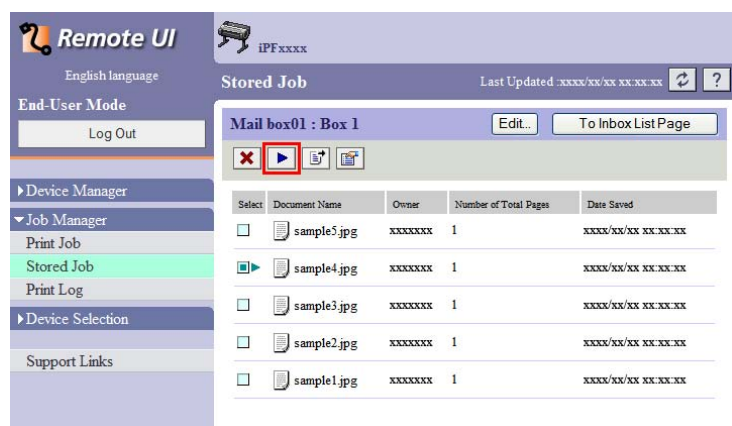 Remote UI
English language
End-User Mode
Log Out
Device Manager
Job Manager
Print Job
Stored Job
Print Log
Device Selection
Support Links
iPFxxxx
Stored Job Last Updated :xxxx/xx/xx xx:xx:xx ?
Mail box01 : Box 1 Edit... To Inbox List Page
Select Document Name Owner Number of Total Pages Date Saved
sample5.jpg xxxxxxx 1 xxxx/xx/xx xx:xx:xx
sample4.jpg xxxxxxx 1 xxxx/xx/xx xx:xx:xx
sample3.jpg xxxxxxx 1 xxxx/xx/xx xx:xx:xx
sample2.jpg xxxxxxx 1 xxxx/xx/xx xx:xx:xx
sample1.jpg xxxxxxx 1 xxxx/xx/xx xx:xx:xx